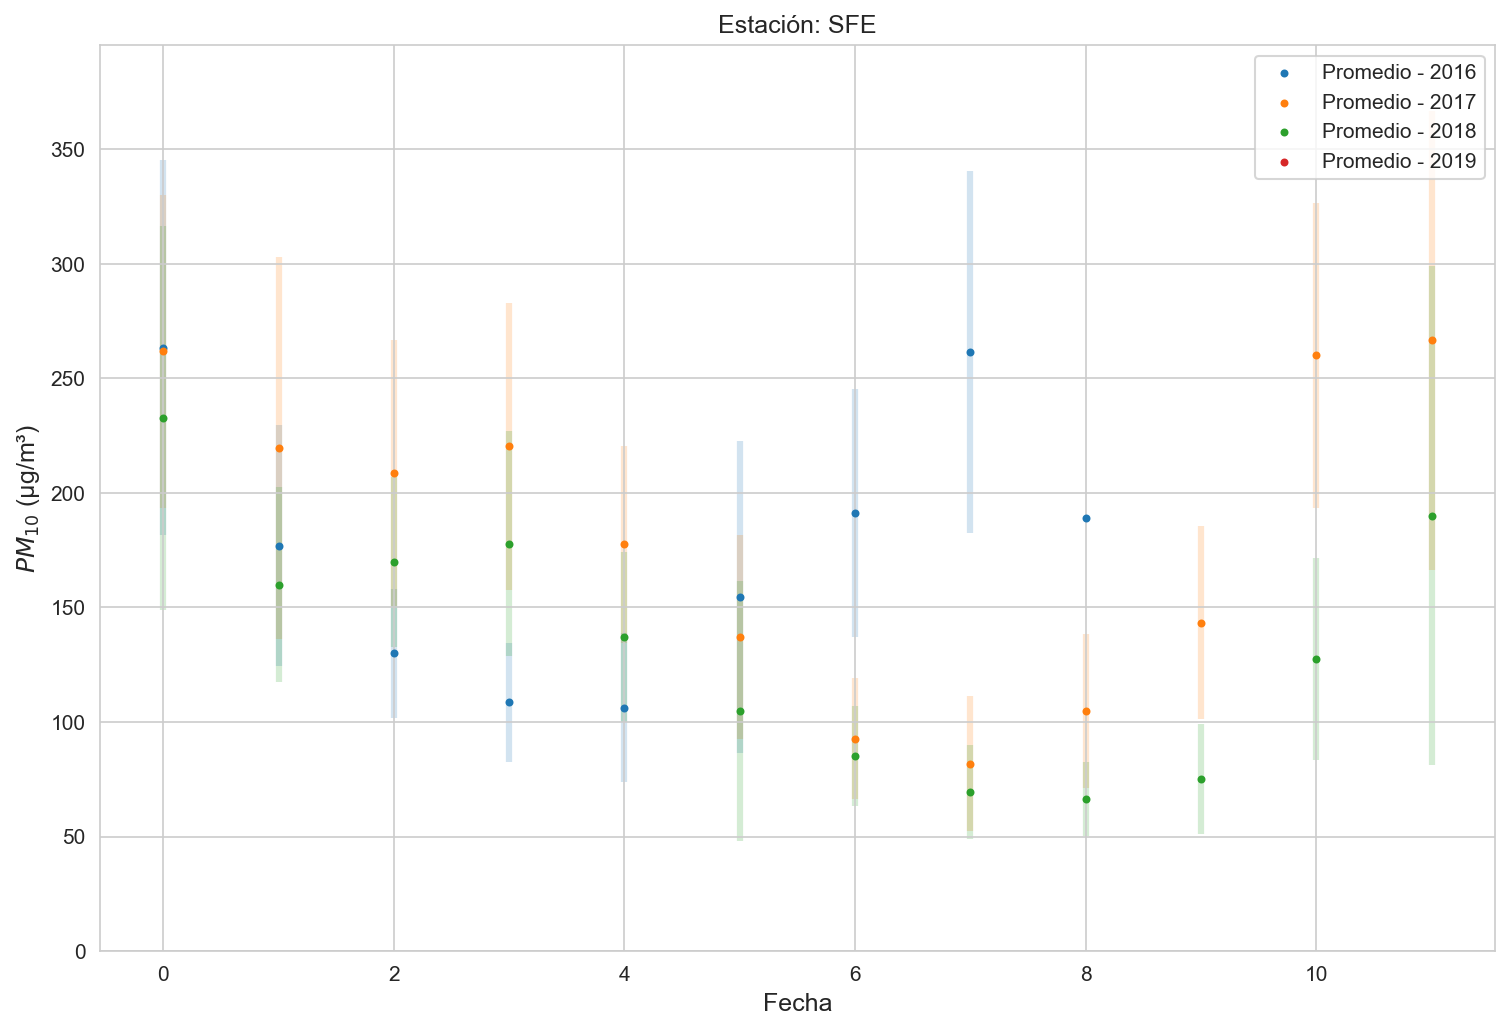 Estación: SFE
Promedio - 2016
Promedio - 2017
Promedio - 2018
Promedio - 2019
350
300
250
200
150
100
50
0
PM₁₀ (µg/m³)
0 2 4 6 8 10
Fecha